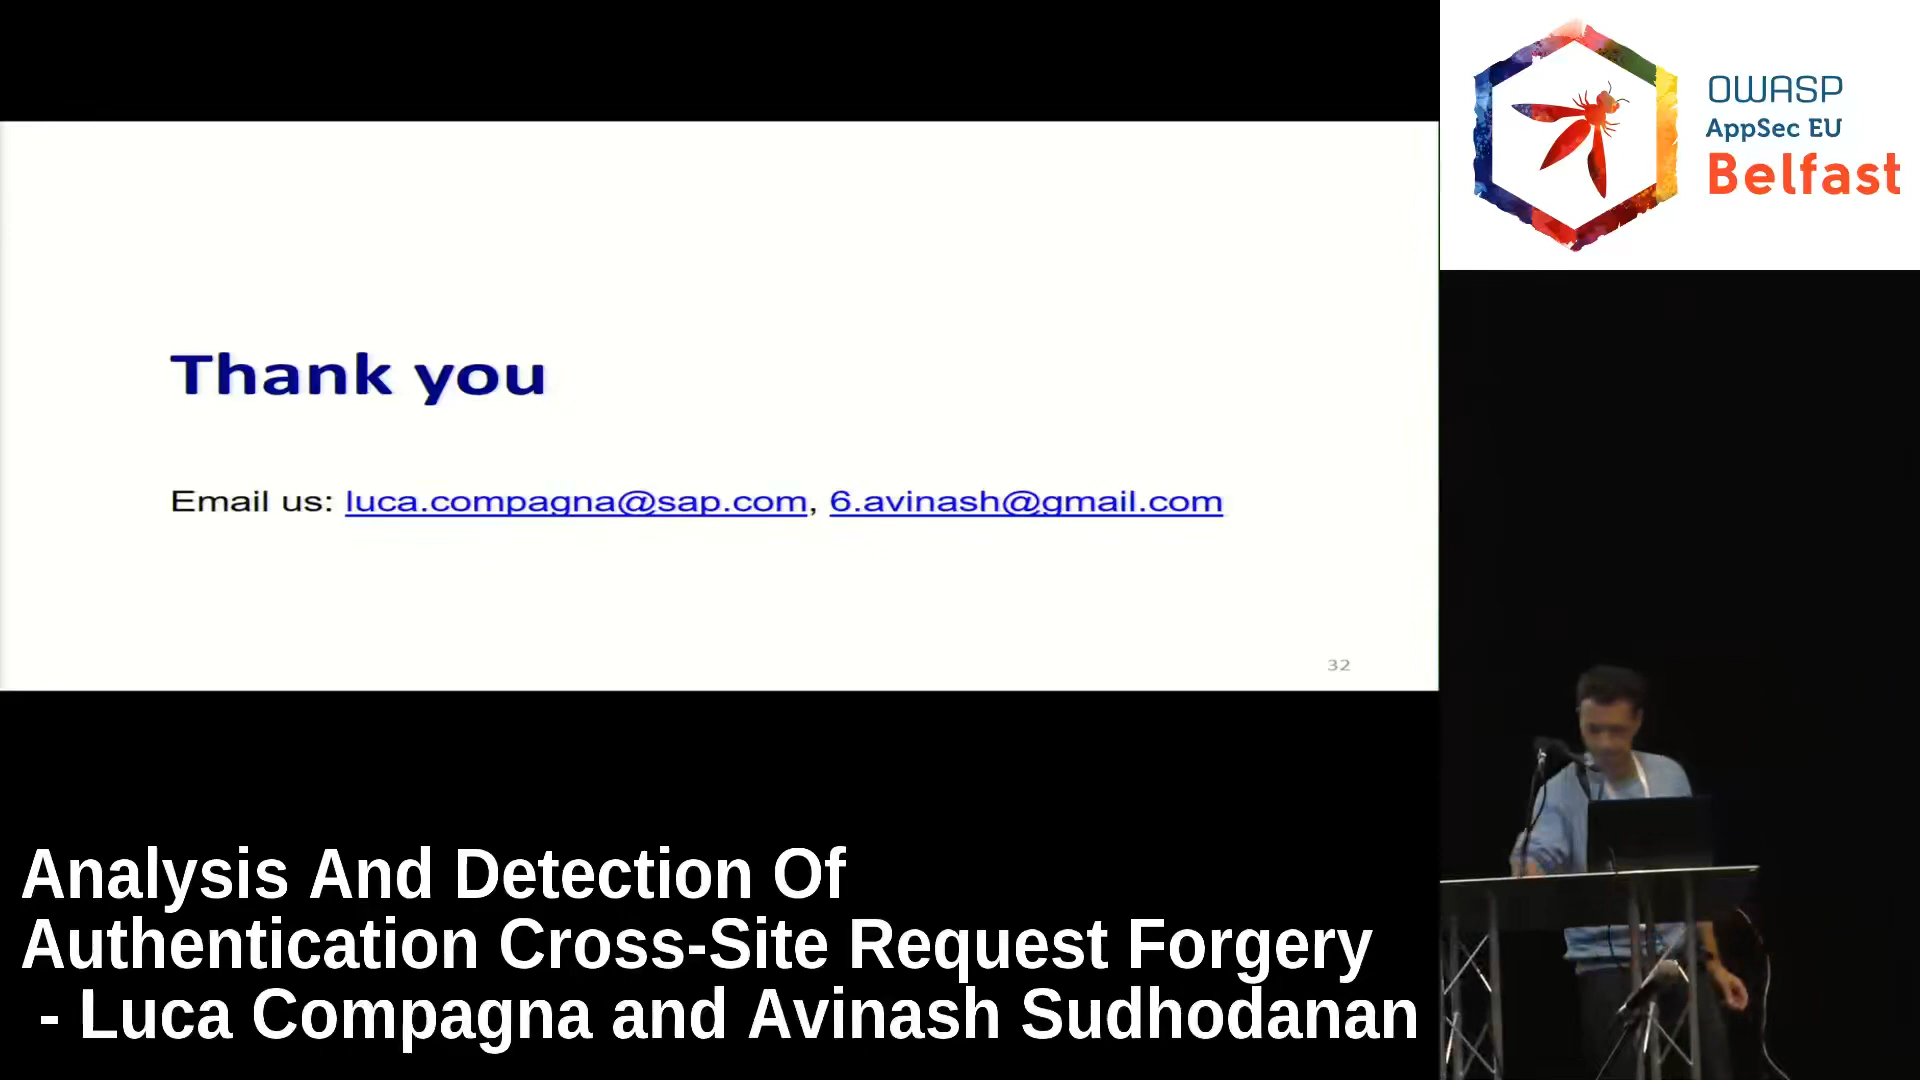 OWASP
AppSec EU
Belfast
Thank you
Email us: luca.compagna@sap.com, 6.avinash@gmail.com
32
Analysis And Detection Of
Authentication Cross-Site Request Forgery
- Luca Compagna and Avinash Sudhodanan